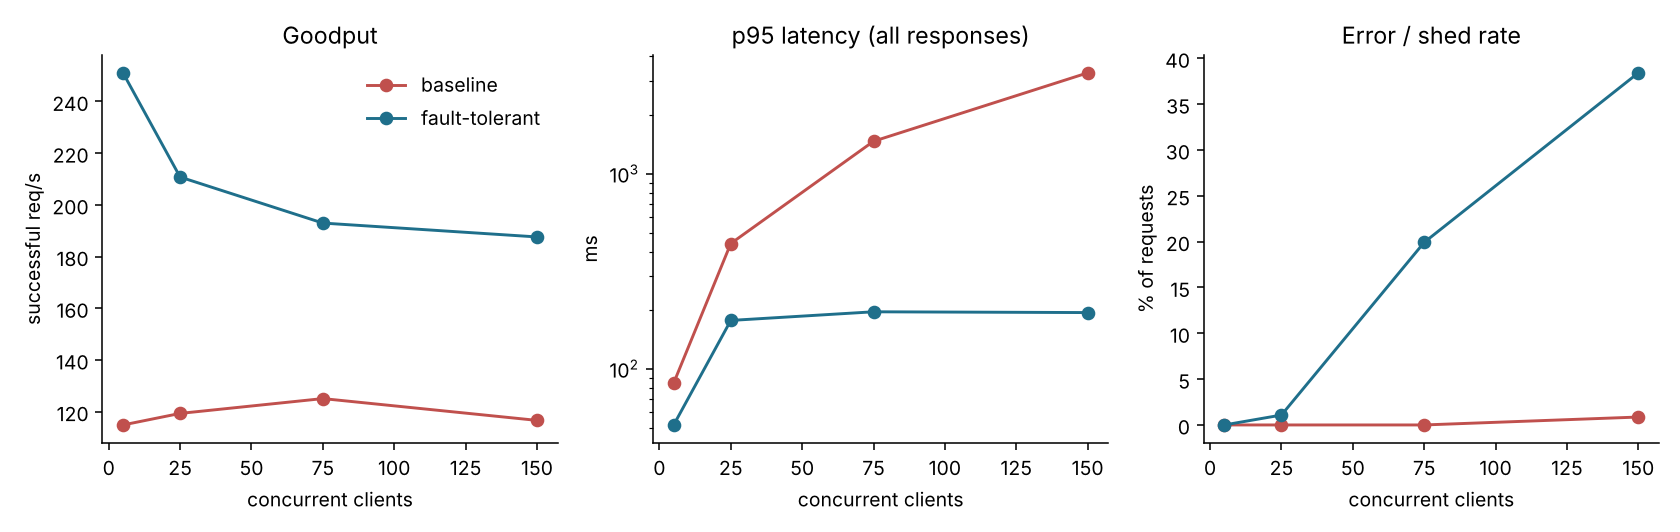 Goodput
successful req/s
240
220
200
180
160
140
120
0 25 50 75 100 125 150
concurrent clients
baseline
fault-tolerant
p95 latency (all responses)
ms
10³
10²
0 25 50 75 100 125 150
concurrent clients
Error / shed rate
% of requests
40
35
30
25
20
15
10
5
0
0 25 50 75 100 125 150
concurrent clients